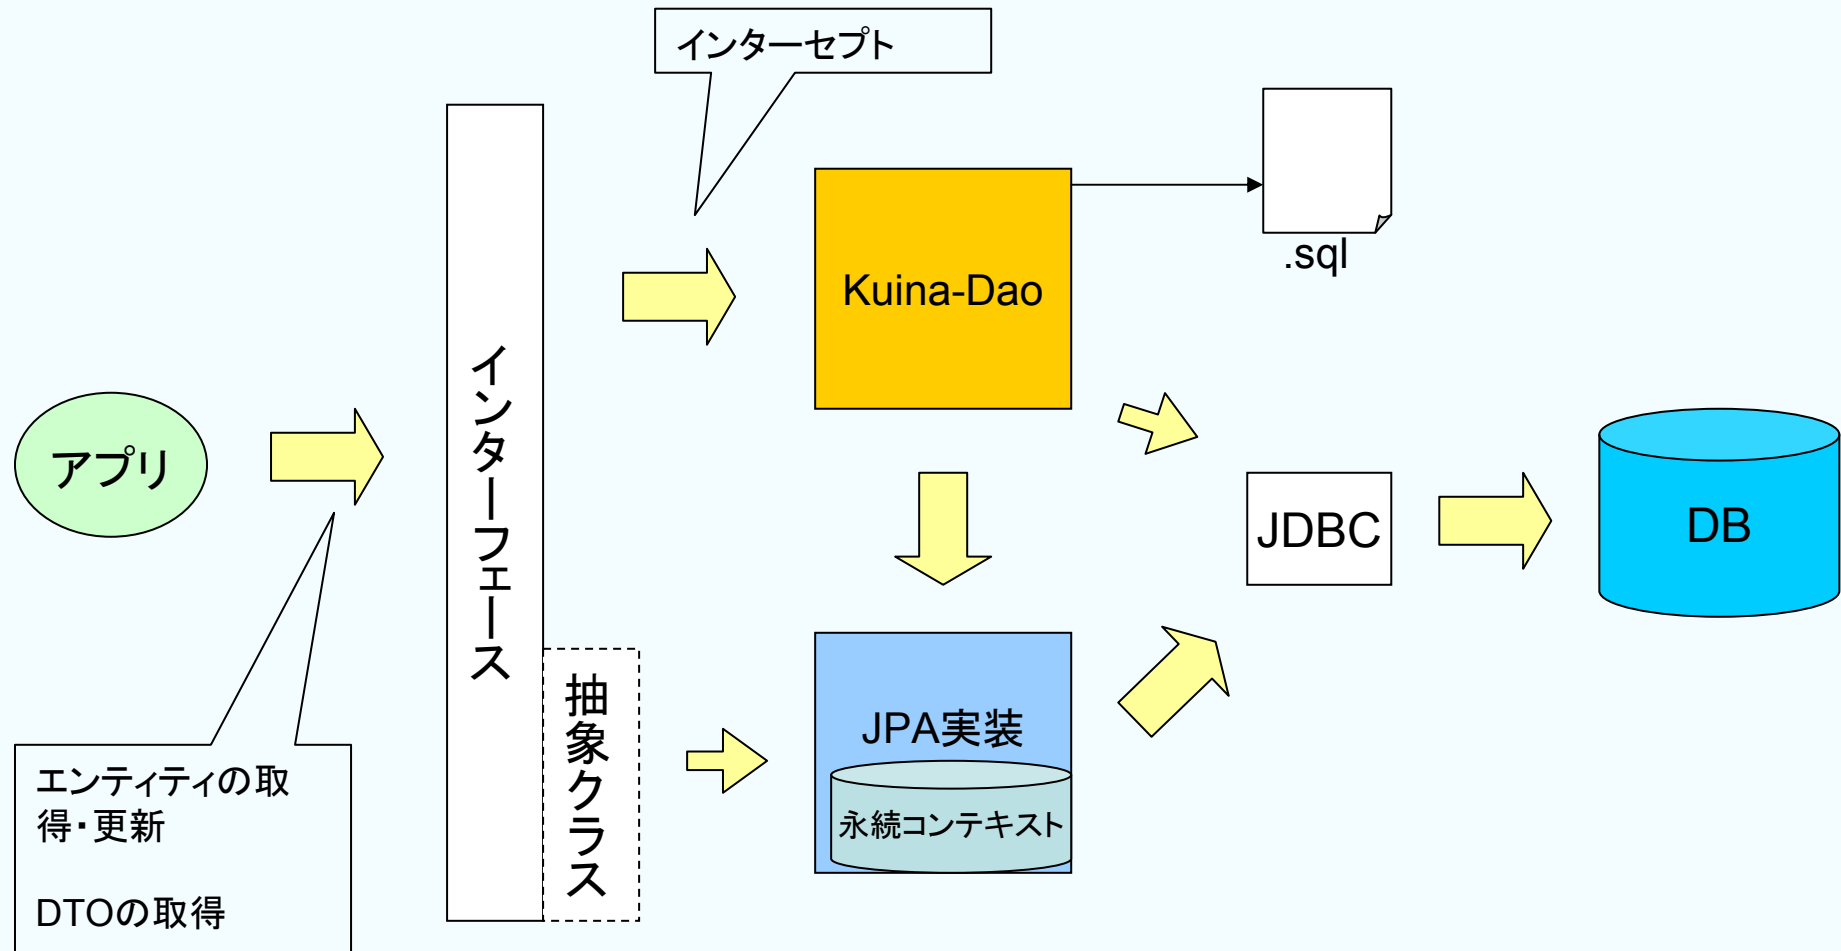 インターセプト
.sql
Kuina-Dao
インターフェース
アプリ
JDBC
DB
抽象クラス
JPA実装
永続コンテキスト
エンティティの取
得・更新
DTOの取得